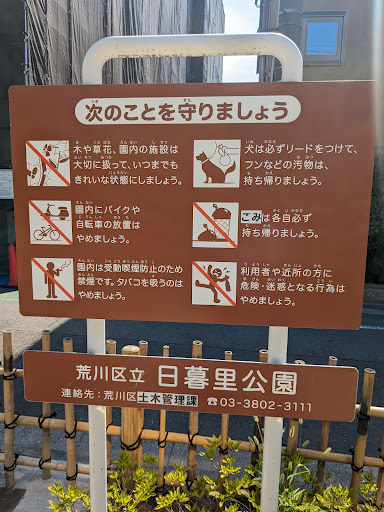 次のことを守りましょう
木や草花、園内の施設は
大切に扱って、いつまでも
きれいな状態にしましょう。
犬は必ずリードをつけて、
フンなどの汚物は、
持ち帰りましょう。
園内にバイクや
自転車の放置は
やめましょう。
ごみは各自必ず
持ち帰りましょう。
園内は受動喫煙防止のため
禁煙です。タバコを吸うのは
やめましょう。
利用者や近所の方に
危険・迷惑となる行為は
やめましょう。
荒川区立 日暮里公園
連絡先:荒川区土木管理課 ☎03-3802-3111